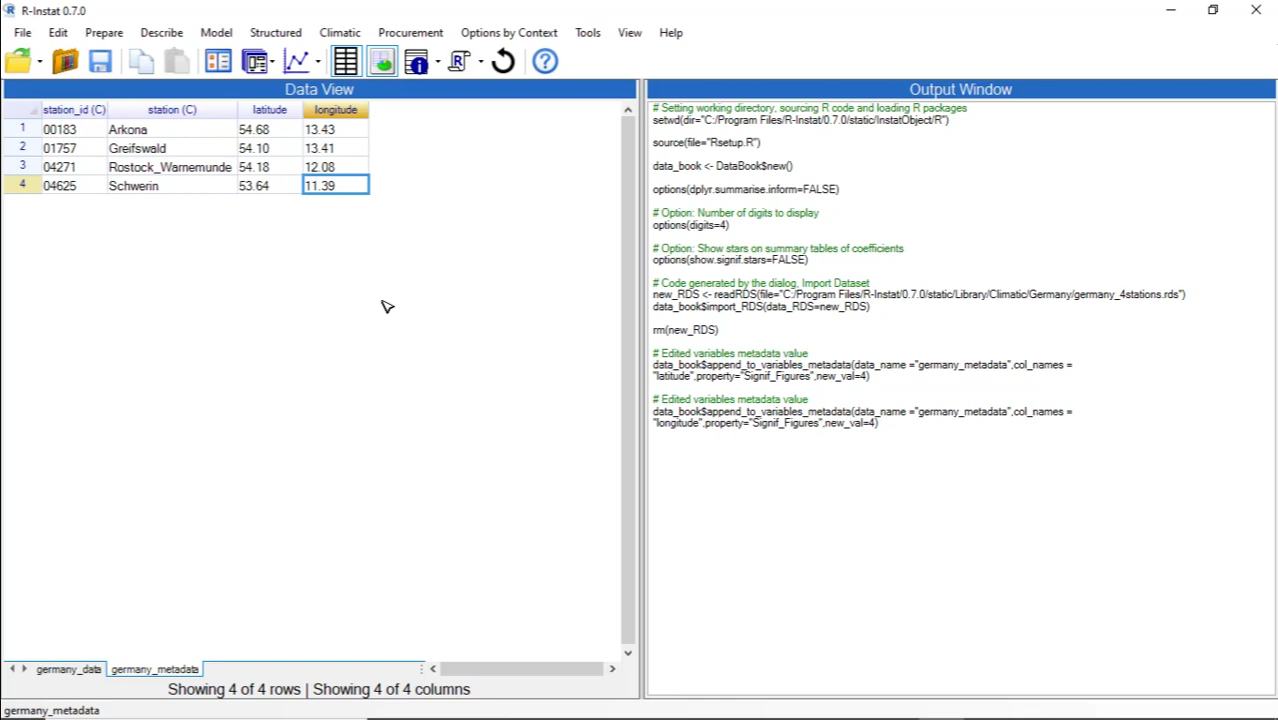 R-Instat 0.7.0
File Edit Prepare Describe Model Structured Climatic Procurement Options by Context Tools View Help
Data View
station_id (C) station (C) latitude longitude
1 00183 Arkona 54.68 13.43
2 01757 Greifswald 54.10 13.41
3 04271 Rostock_Warnemunde 54.18 12.08
4 04625 Schwerin 53.64 11.39
germany_data germany_metadata
Showing 4 of 4 rows | Showing 4 of 4 columns
germany_metadata
Output Window
# Setting working directory, sourcing R code and loading R packages
setwd(dir="C:/Program Files/R-Instat/0.7.0/static/InstatObject/R")
source(file="Rsetup.R")
data_book <- DataBook$new()
options(dplyr.summarise.inform=FALSE)
# Option: Number of digits to display
options(digits=4)
# Option: Show stars on summary tables of coefficients
options(show.signif.stars=FALSE)
# Code generated by the dialog, Import Dataset
new_RDS <- readRDS(file="C:/Program Files/R-Instat/0.7.0/static/Library/Climatic/Germany/germany_4stations.rds")
data_book$import_RDS(data_RDS=new_RDS)
rm(new_RDS)
# Edited variables metadata value
data_book$append_to_variables_metadata(data_name ="germany_metadata",col_names =
"latitude",property="Signif_Figures",new_val=4)
# Edited variables metadata value
data_book$append_to_variables_metadata(data_name ="germany_metadata",col_names =
"longitude",property="Signif_Figures",new_val=4)